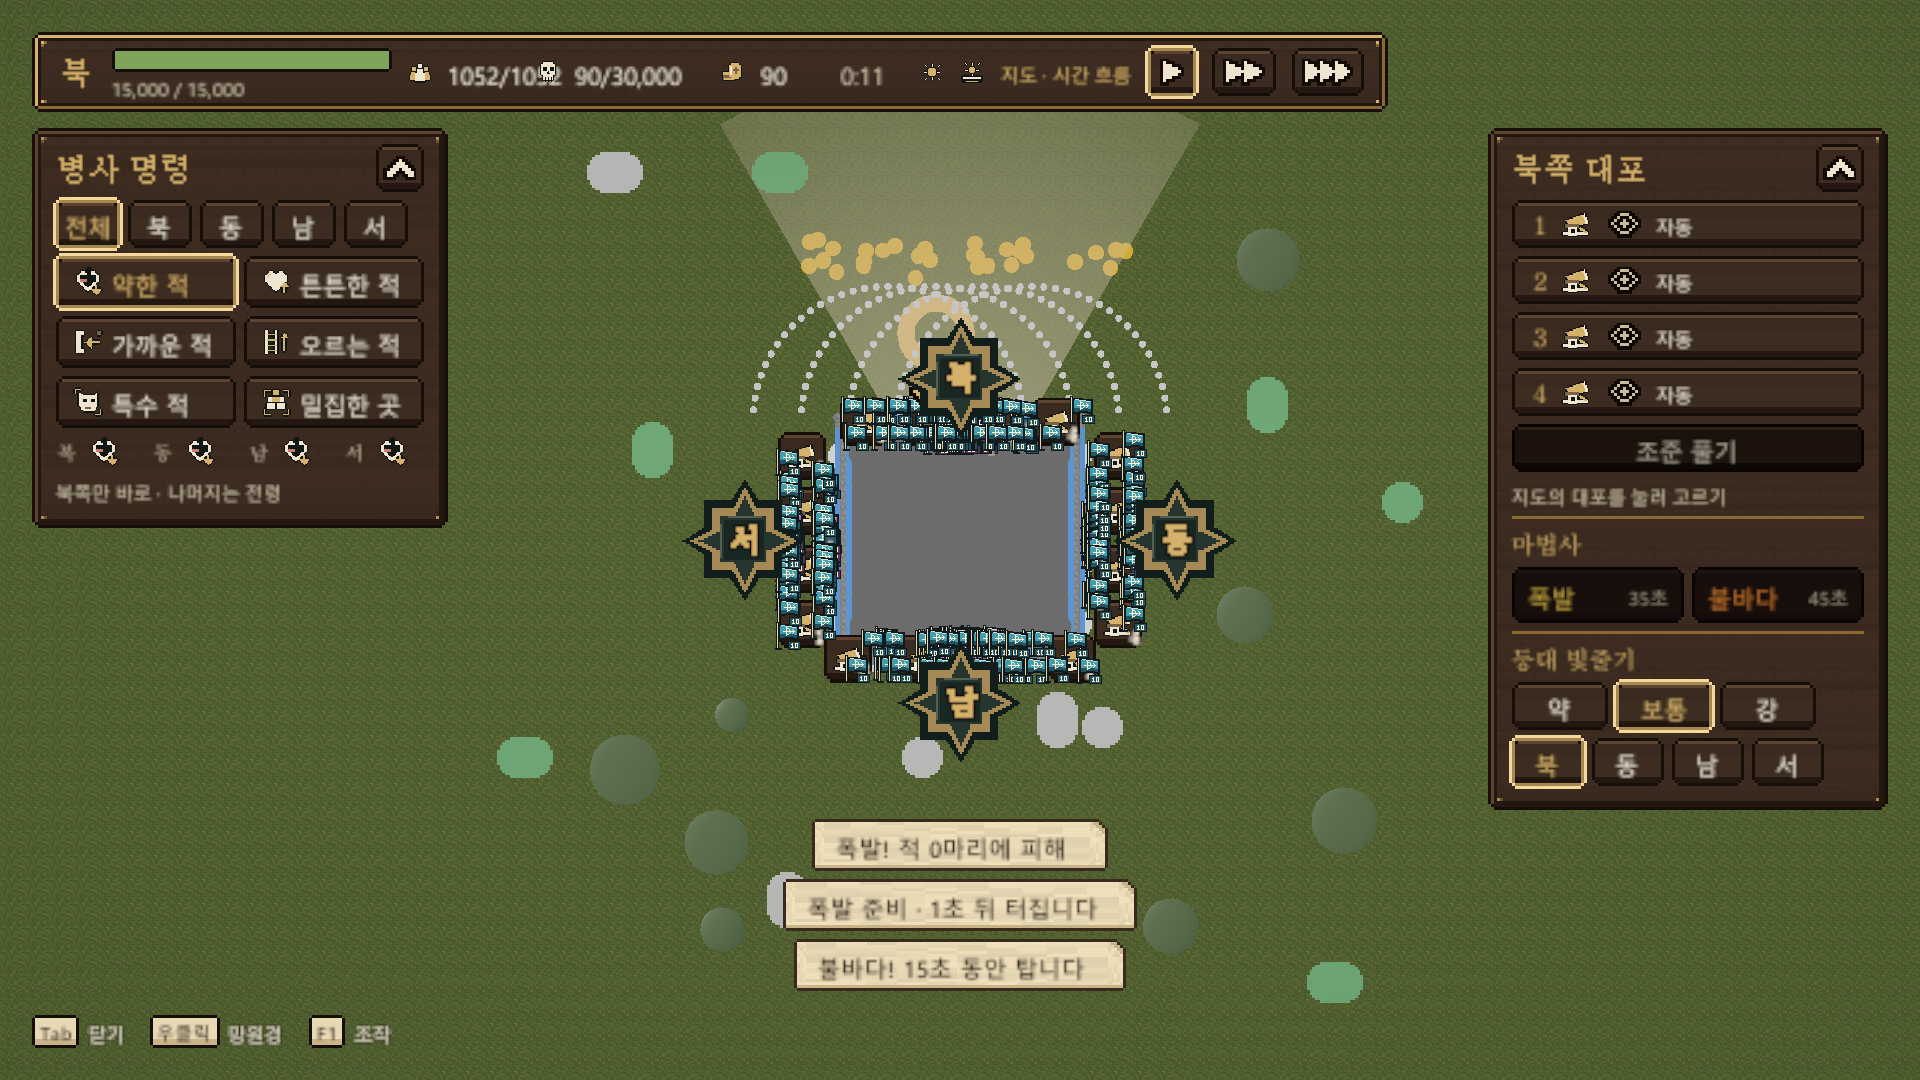 북
15,000 / 15,000
1052/1052
90/30,000
90
0:11
지도 · 시간 흐름
병사 명령
전체 북 동 남 서
약한 적 튼튼한 적
가까운 적 오르는 적
특수 적 밀집한 곳
북 동 남 서
북쪽만 바로 · 나머지는 전령
북쪽 대포
1 자동
2 자동
3 자동
4 자동
조준 풀기
지도의 대포를 눌러 고르기
마법사
폭발 35초 불바다 45초
등대 빛줄기
약 보통 강
북 동 남 서
북
서
동
남
폭발! 적 0마리에 피해
폭발 준비 · 1초 뒤 터집니다
불바다! 15초 동안 탑니다
Tab 닫기 우클릭 망원경 F1 조작